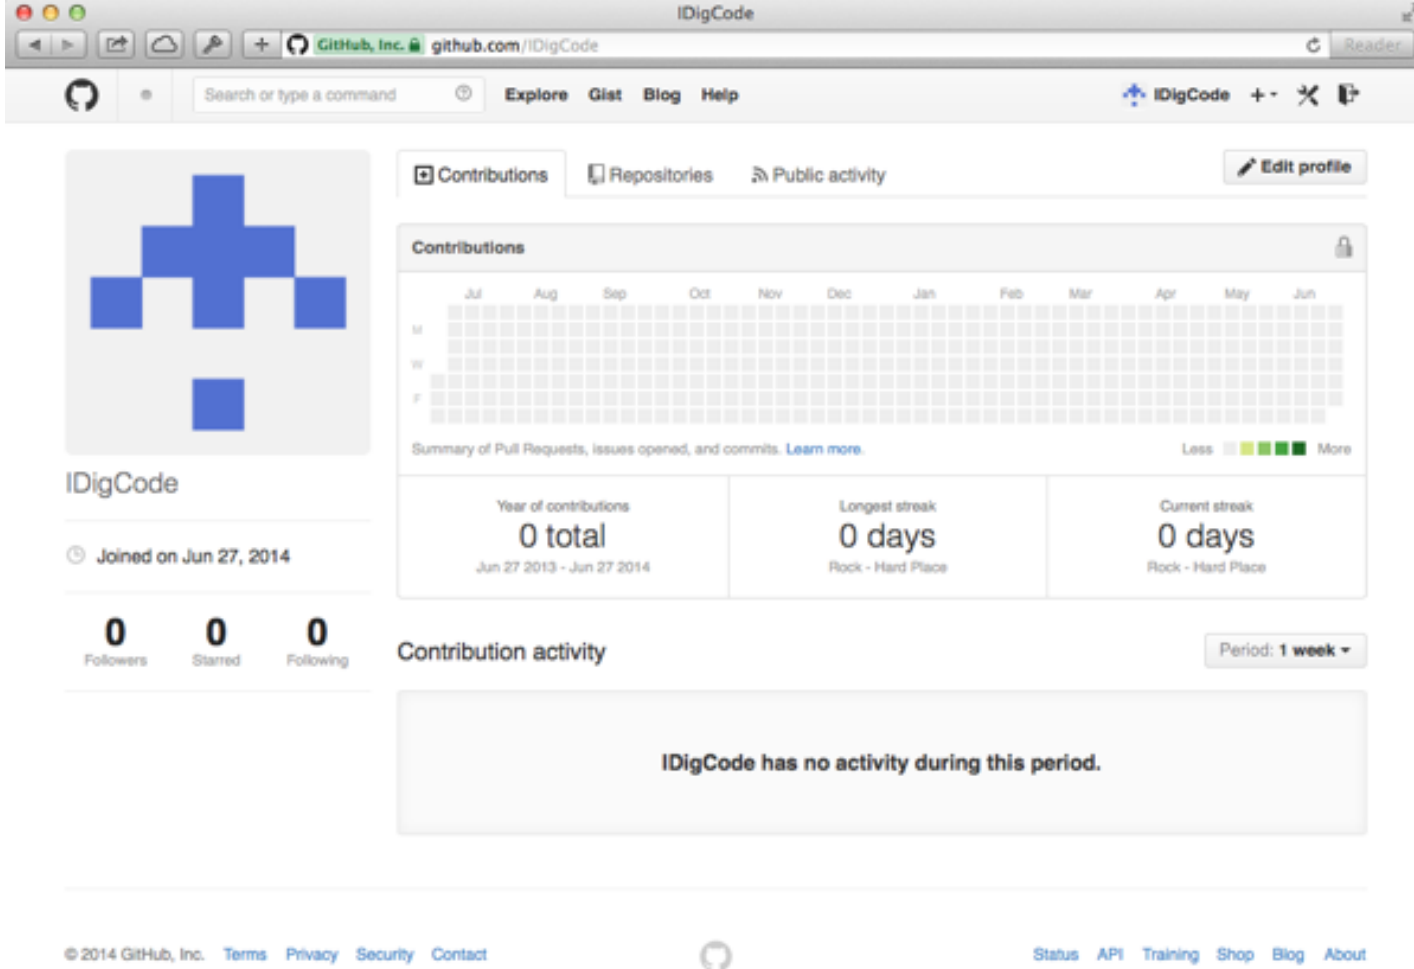 IDigCode
GitHub, Inc. github.com/IDigCode Reader
Search or type a command Explore Gist Blog Help IDigCode
Contributions Repositories Public activity Edit profile
Contributions
Jul Aug Sep Oct Nov Dec Jan Feb Mar Apr May Jun
M
W
F
Summary of Pull Requests, issues opened, and commits. Learn more. Less More
Year of contributions
0 total
Jun 27 2013 - Jun 27 2014
Longest streak
0 days
Rock - Hard Place
Current streak
0 days
Rock - Hard Place
IDigCode
Joined on Jun 27, 2014
0 Followers
0 Starred
0 Following
Contribution activity Period: 1 week
IDigCode has no activity during this period.
© 2014 GitHub, Inc. Terms Privacy Security Contact Status API Training Shop Blog About